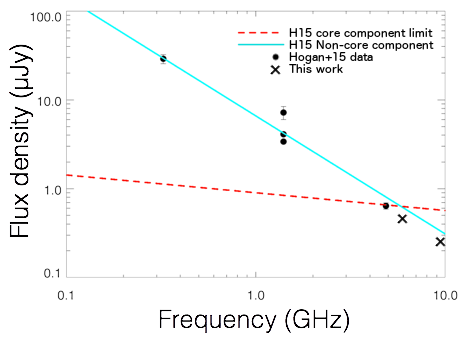 100.0
10.0
1.0
0.1
Flux density (μJy)
H15 core component limit
H15 Non-core component
Hogan+15 data
This work
0.1
1.0
10.0
Frequency (GHz)